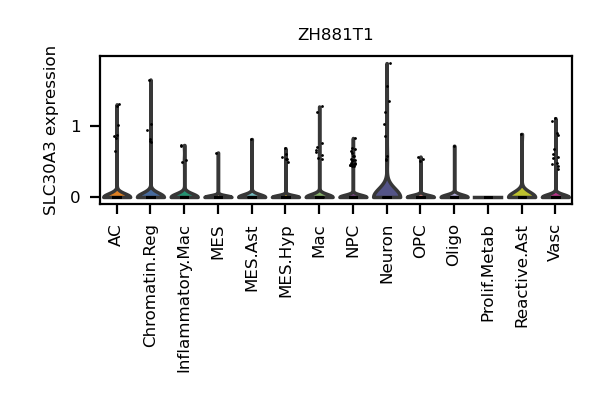 ZH881T1
SLC30A3 expression
1
0
AC
Chromatin.Reg
Inflammatory.Mac
MES
MES.Ast
MES.Hyp
Mac
NPC
Neuron
OPC
Oligo
Prolif.Metab
Reactive.Ast
Vasc